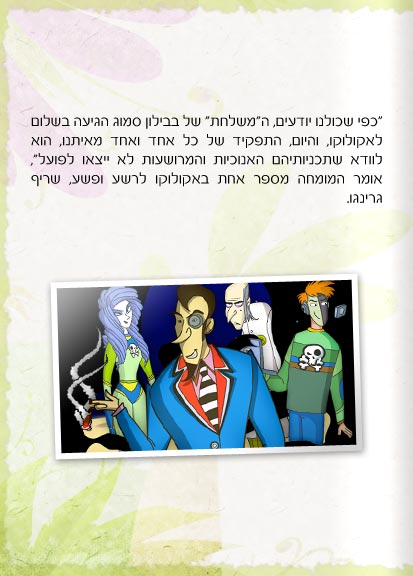 "כפי שכולנו יודעים, ה"משלחת" של בבילון סמוג הגיעה בשלום
לאקולוקו, והיום, התפקיד של כל אחד ואחד מאיתנו, הוא
לוודא שתכניותיהם האנוכיות והמרושעות לא ייצאו לפועל",
אומר המומחה מספר אחת באקולוקו לרשע ופשע, שריף
גרינגו.